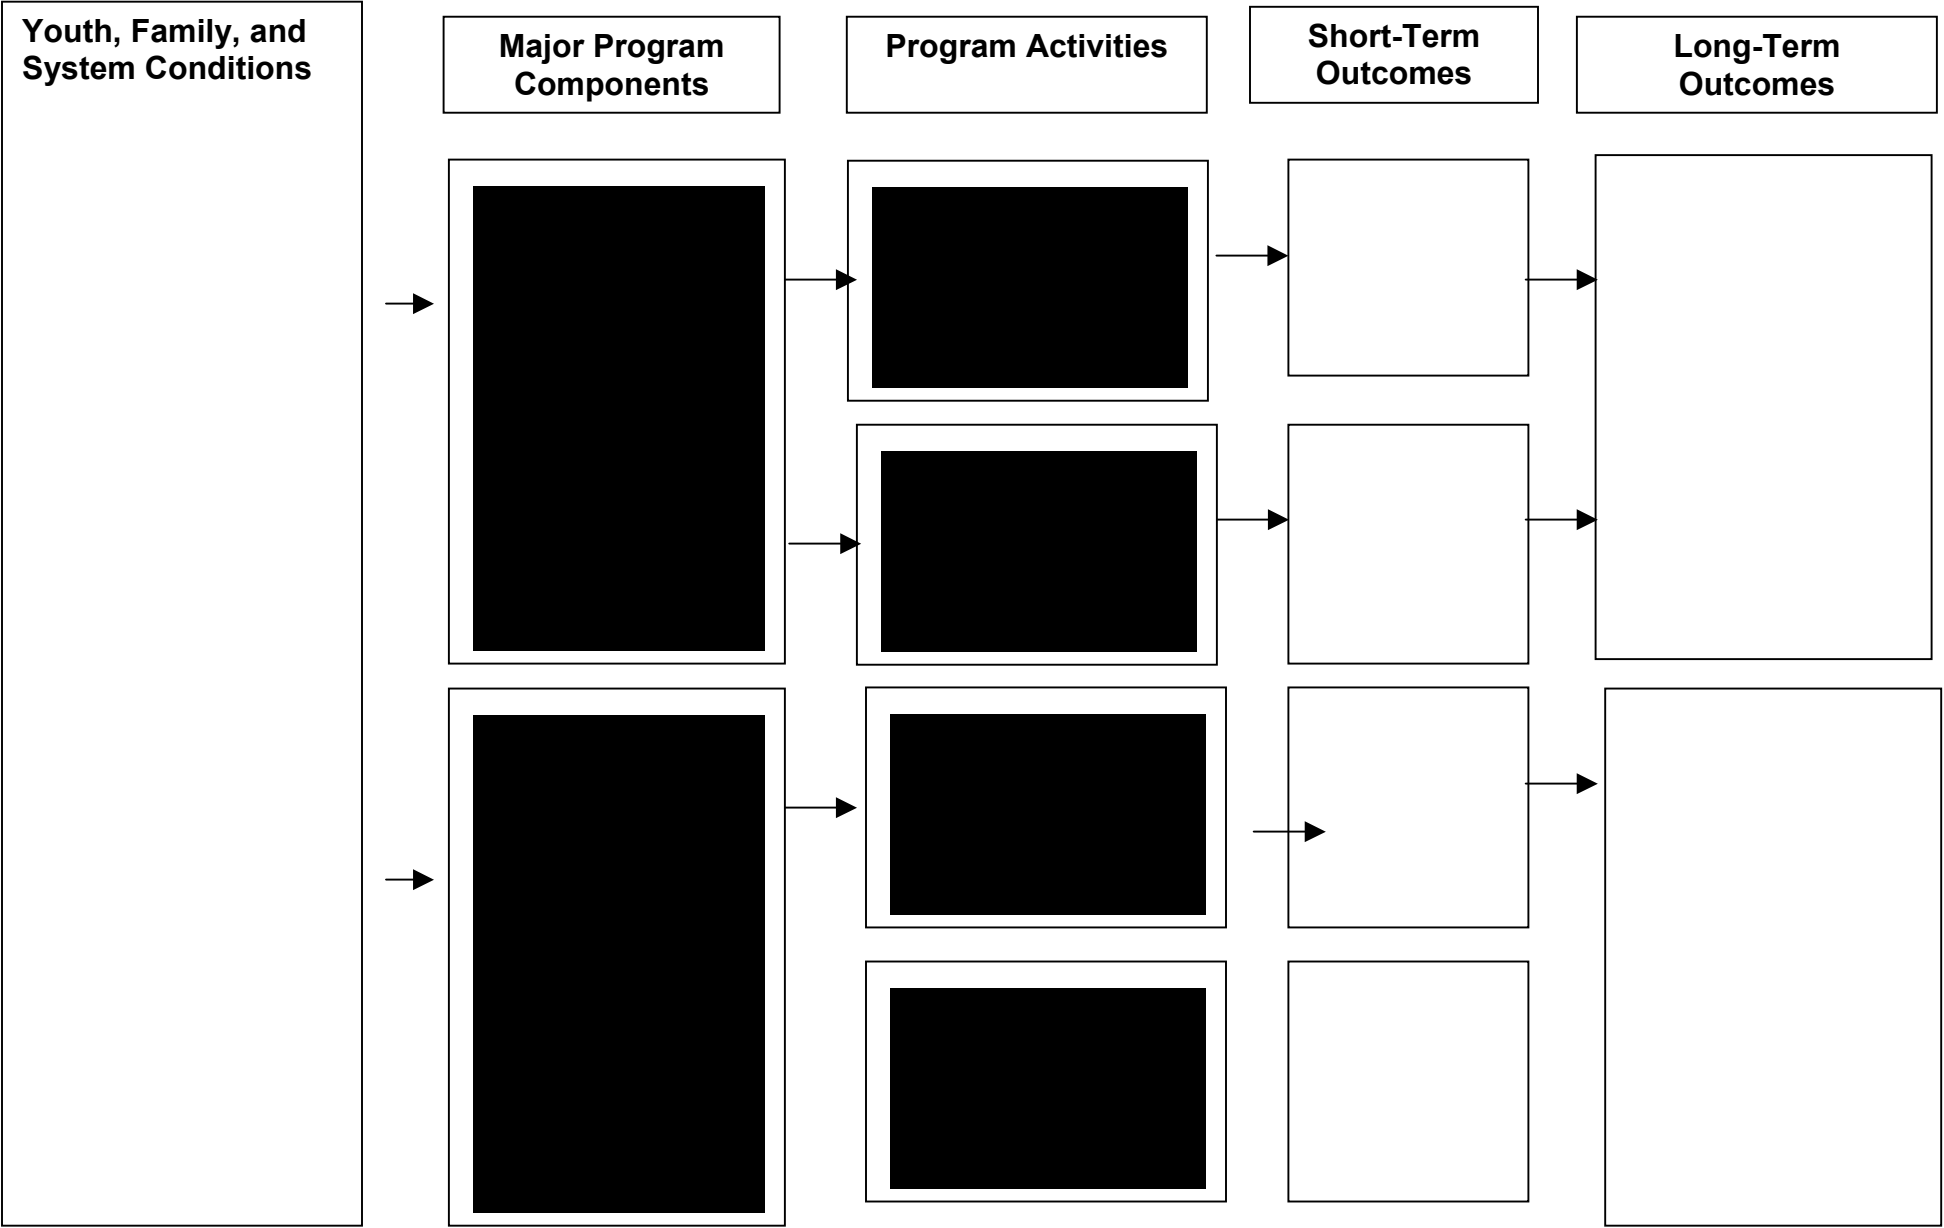 Youth, Family, and
System Conditions
Major Program
Components
Program Activities
Short-Term
Outcomes
Long-Term
Outcomes